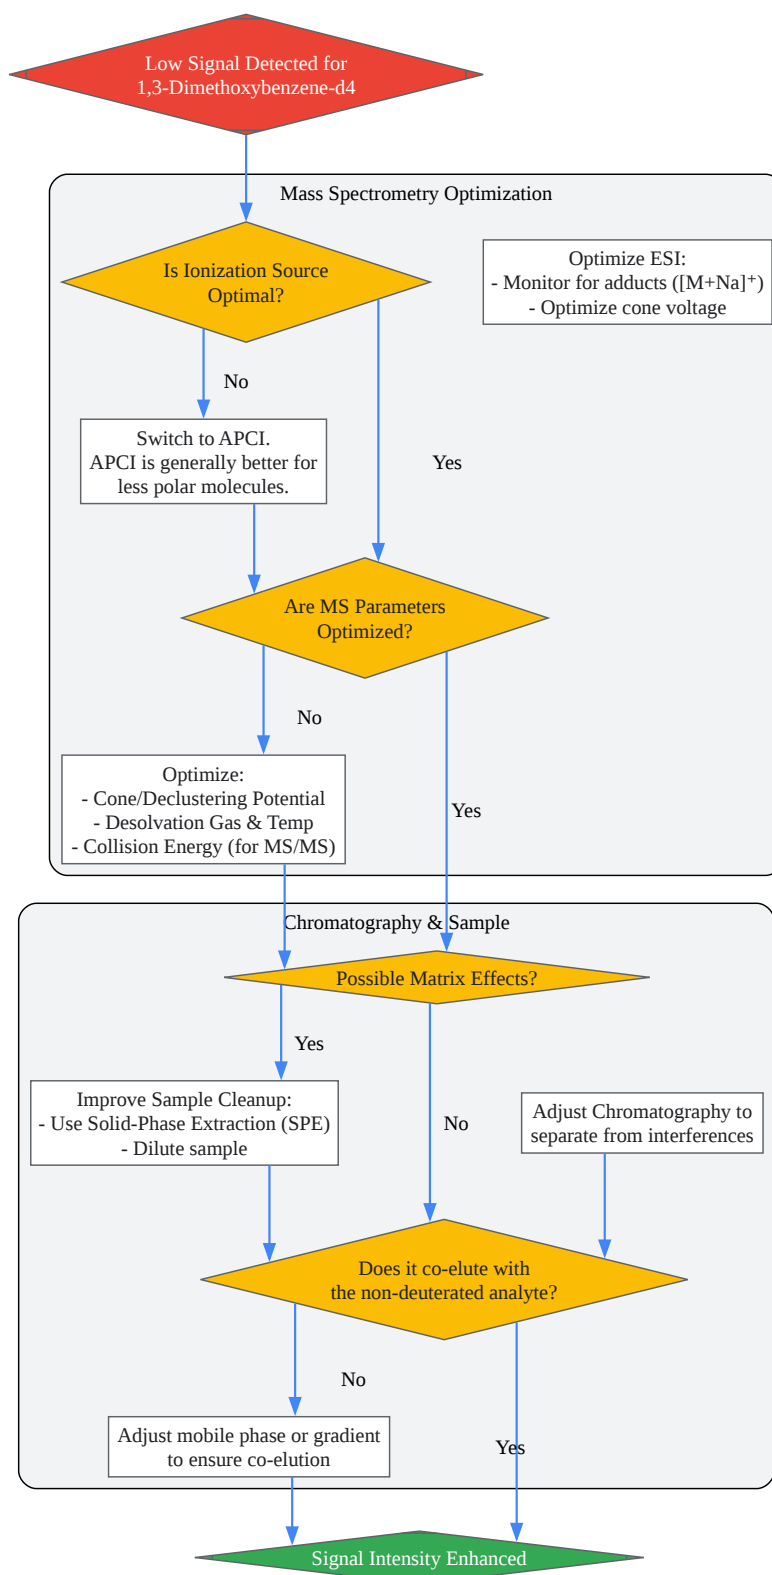 Low Signal Detected for
1,3-Dimethoxybenzene-d4
Mass Spectrometry Optimization
Is Ionization Source
Optimal?
Optimize ESI:
- Monitor for adducts ([M+Na]⁺)
- Optimize cone voltage
No
Switch to APCI.
APCI is generally better for
less polar molecules.
Yes
Are MS Parameters
Optimized?
No
Optimize:
- Cone/Declustering Potential
- Desolvation Gas & Temp
- Collision Energy (for MS/MS)
Yes
Chromatography & Sample
Possible Matrix Effects?
Yes
Improve Sample Cleanup:
- Use Solid-Phase Extraction (SPE)
- Dilute sample
No
Adjust Chromatography to
separate from interferences
Does it co-elute with
the non-deuterated analyte?
No
Adjust mobile phase or gradient
to ensure co-elution
Yes
Signal Intensity Enhanced